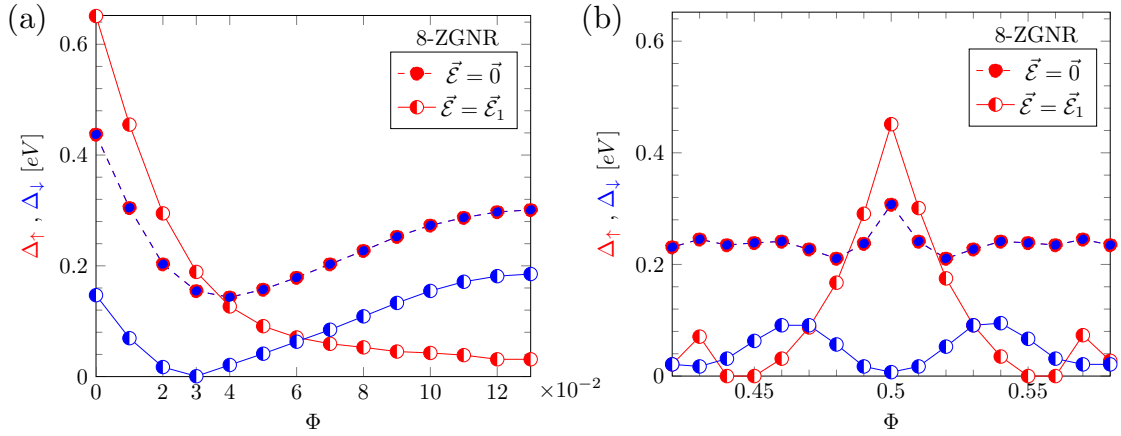 (a)
8-ZGNR
ℰ⃗ = 0⃗
ℰ⃗ = ℰ⃗₁
Δ↑ , Δ↓ [eV]
0.6
0.4
0.2
0
0 2 3 4 6 8 10 12 ×10⁻²
Φ
(b)
8-ZGNR
ℰ⃗ = 0⃗
ℰ⃗ = ℰ⃗₁
Δ↑ , Δ↓ [eV]
0.6
0.4
0.2
0
0.45 0.5 0.55
Φ